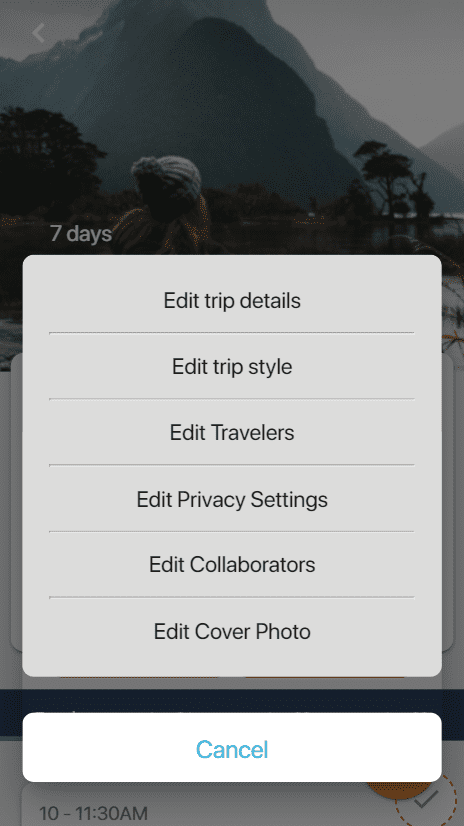 7 days
Edit trip details
Edit trip style
Edit Travelers
Edit Privacy Settings
Edit Collaborators
Edit Cover Photo
Cancel
10 - 11:30AM